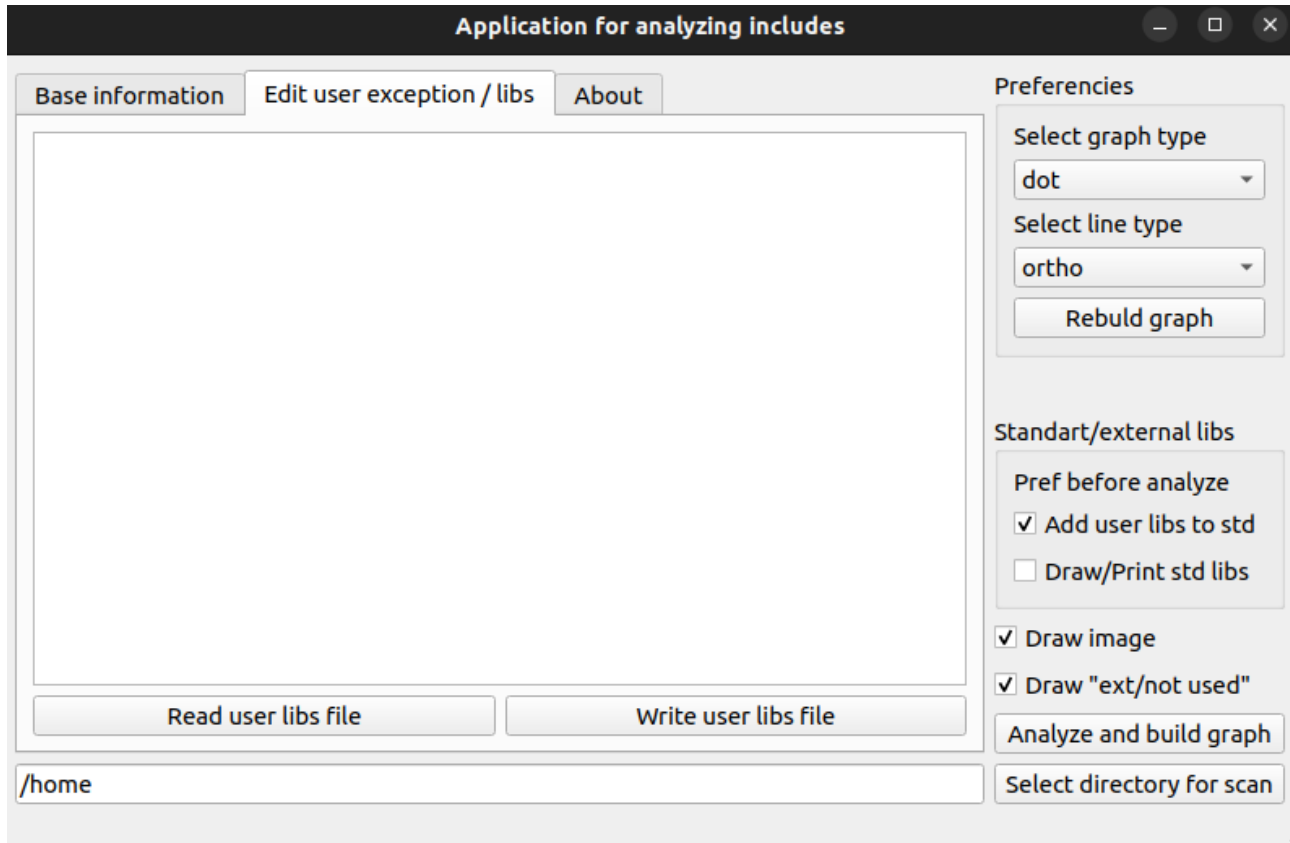 Application for analyzing includes
Base information
Edit user exception / libs
About
Read user libs file
Write user libs file
/home
Preferencies
Select graph type
dot
Select line type
ortho
Rebuld graph
Standart/external libs
Pref before analyze
Add user libs to std
Draw/Print std libs
Draw image
Draw "ext/not used"
Analyze and build graph
Select directory for scan